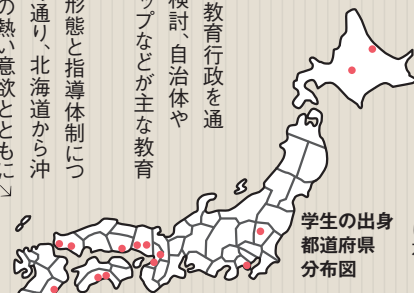 教育行政を通
検討、自治体や
ップなどが主な教育
形態と指導体制につ
通り、北海道から沖
の熱い意欲とともに
学生の出身
都道府県
分布図